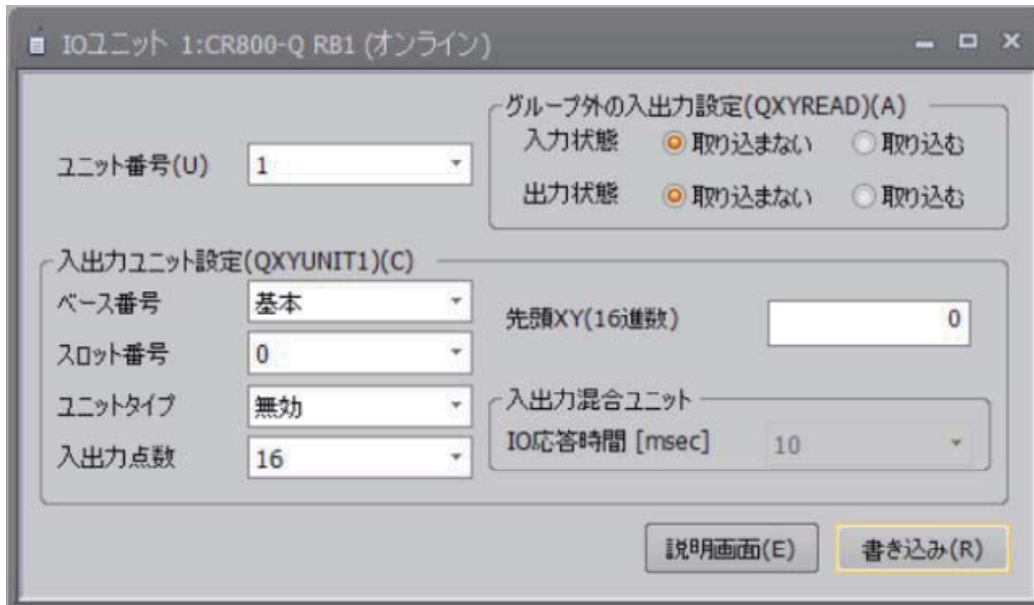 IOユニット 1:CR800-Q RB1 (オンライン)
ユニット番号(U) 1
グループ外の入出力設定(QXYREAD)(A)
入力状態 取り込まない 取り込む
出力状態 取り込まない 取り込む
入出力ユニット設定(QXYUNIT1)(C)
ベース番号 基本
スロット番号 0
ユニットタイプ 無効
入出力点数 16
先頭XY(16進数) 0
入出力混合ユニット
IO応答時間 [msec] 10
説明画面(E) 書き込み(R)